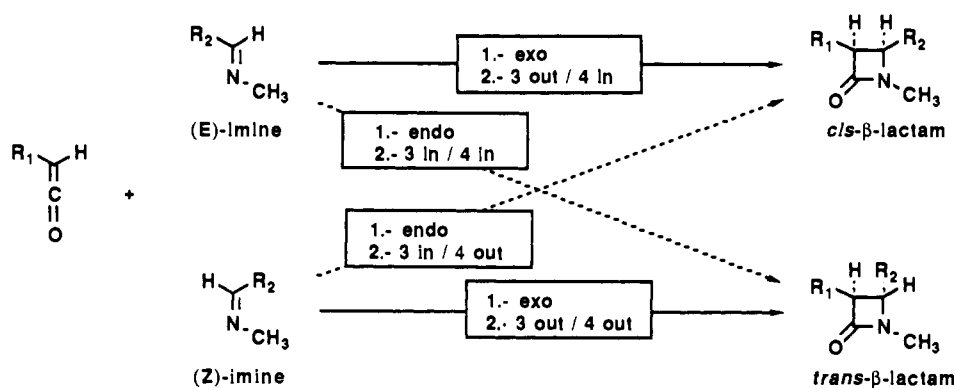 R2 H
N
CH3
(E)-imine
1.- exo
2.- 3 out / 4 in
H H
R1 R2
N
O CH3
cis-β-lactam
1.- endo
2.- 3 in / 4 in
R1 H
C
O
+
1.- endo
2.- 3 in / 4 out
H R2
N
CH3
(Z)-imine
1.- exo
2.- 3 out / 4 out
H R2
R1 H
N
O CH3
trans-β-lactam